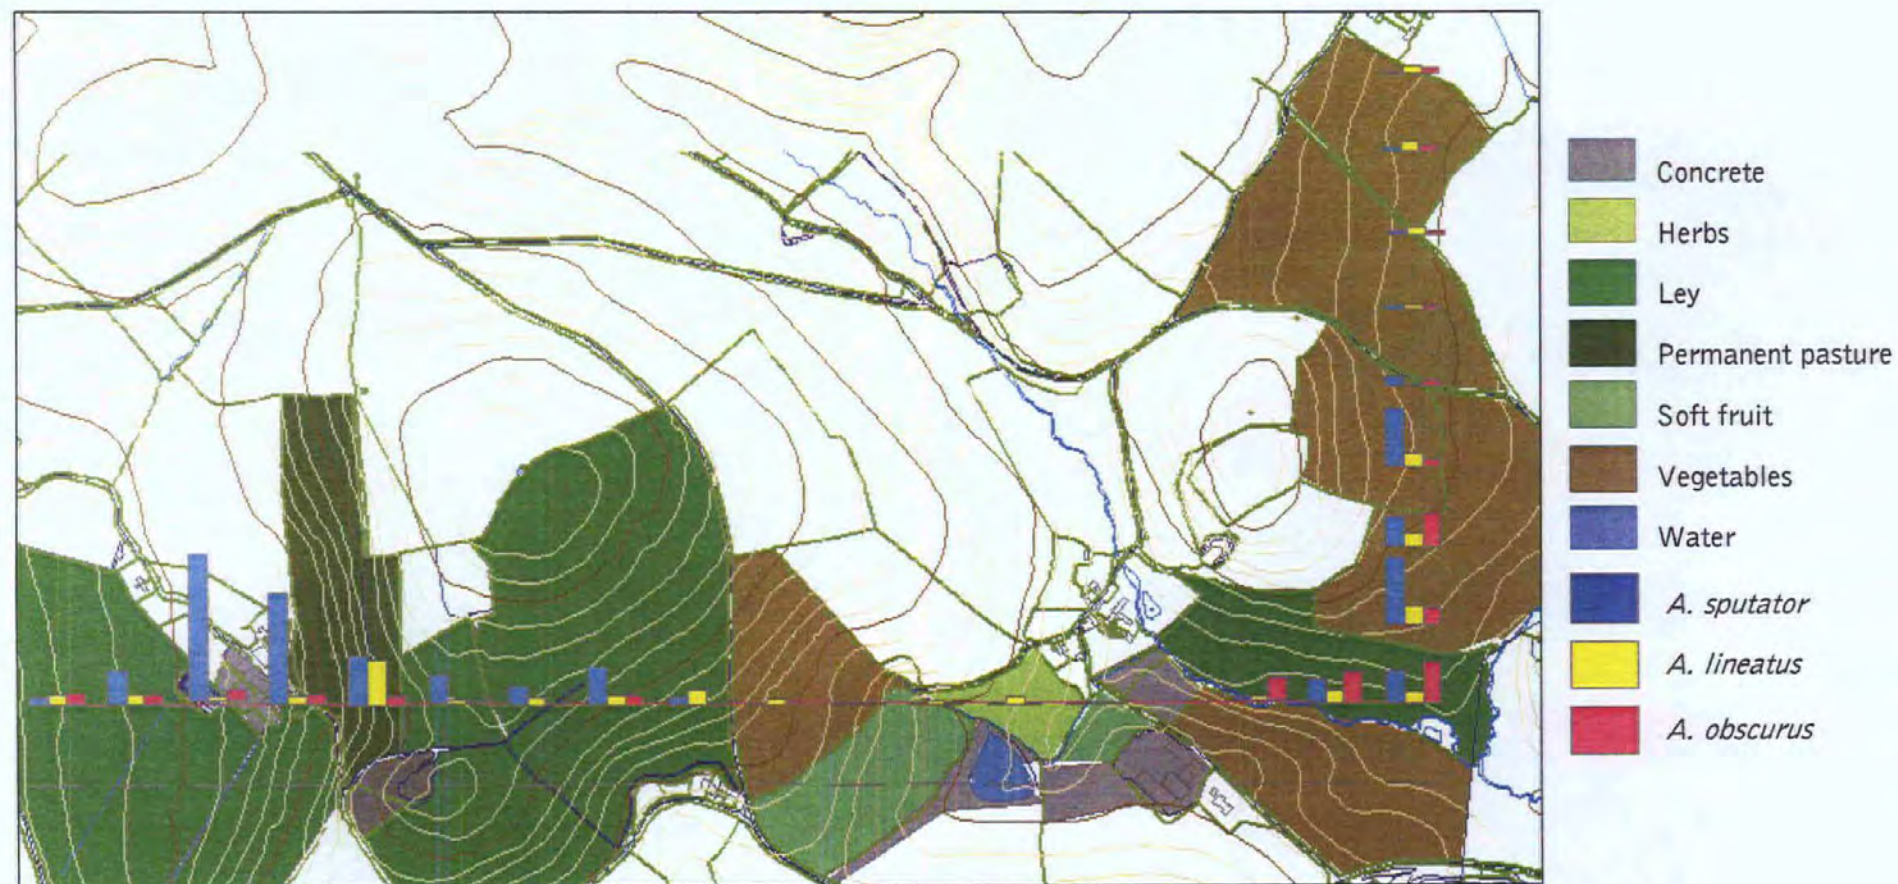 Concrete
Herbs
Ley
Permanent pasture
Soft fruit
Vegetables
Water
A. sputator
A. lineatus
A. obscurus